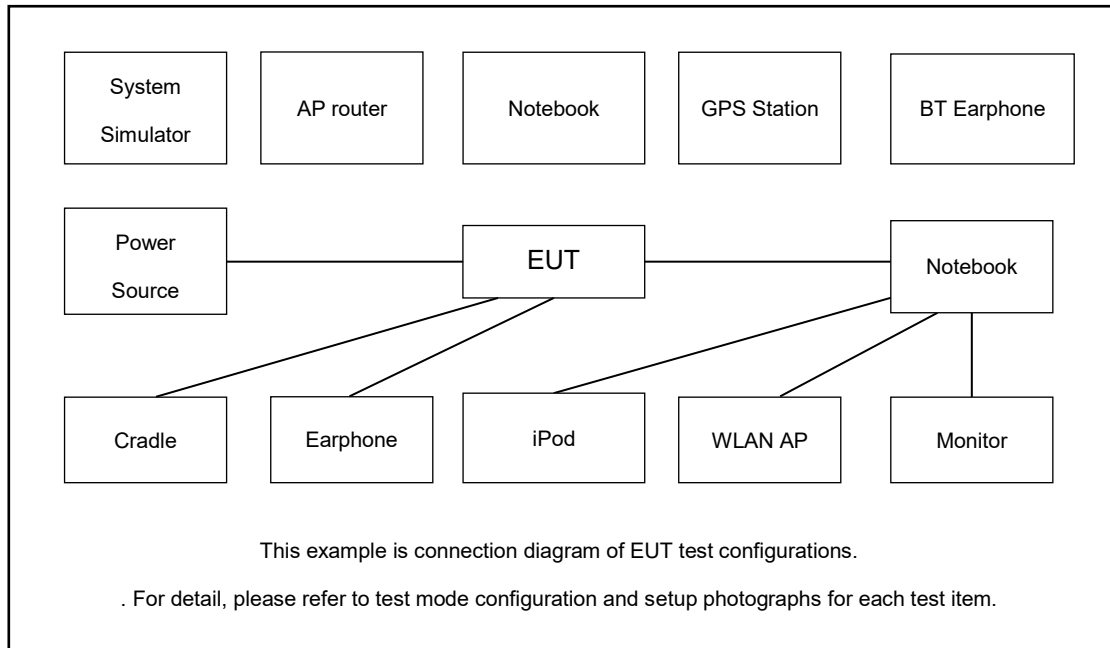 System
Simulator
AP router
Notebook
GPS Station
BT Earphone
Power
Source
EUT
Notebook
Cradle
Earphone
iPod
WLAN AP
Monitor
This example is connection diagram of EUT test configurations.
. For detail, please refer to test mode configuration and setup photographs for each test item.